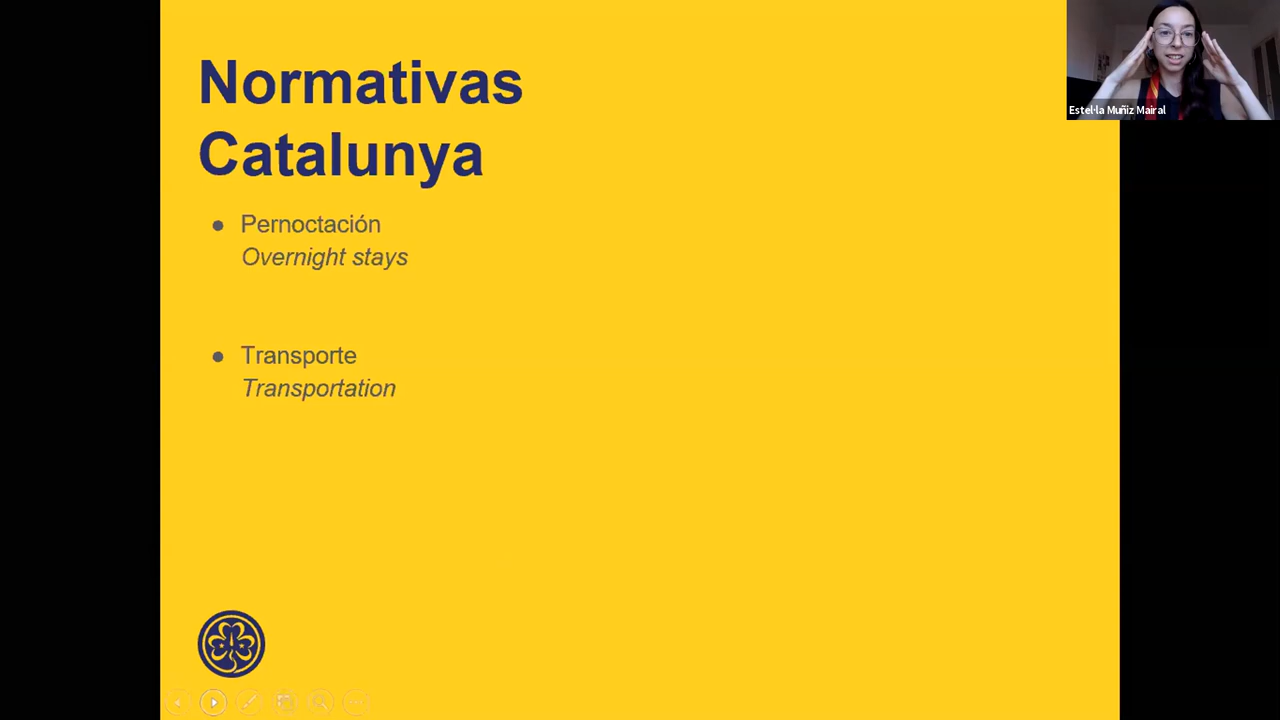 Normativas
Catalunya
● Pernoctación
Overnight stays
● Transporte
Transportation
Estel·la Muñiz Mairal